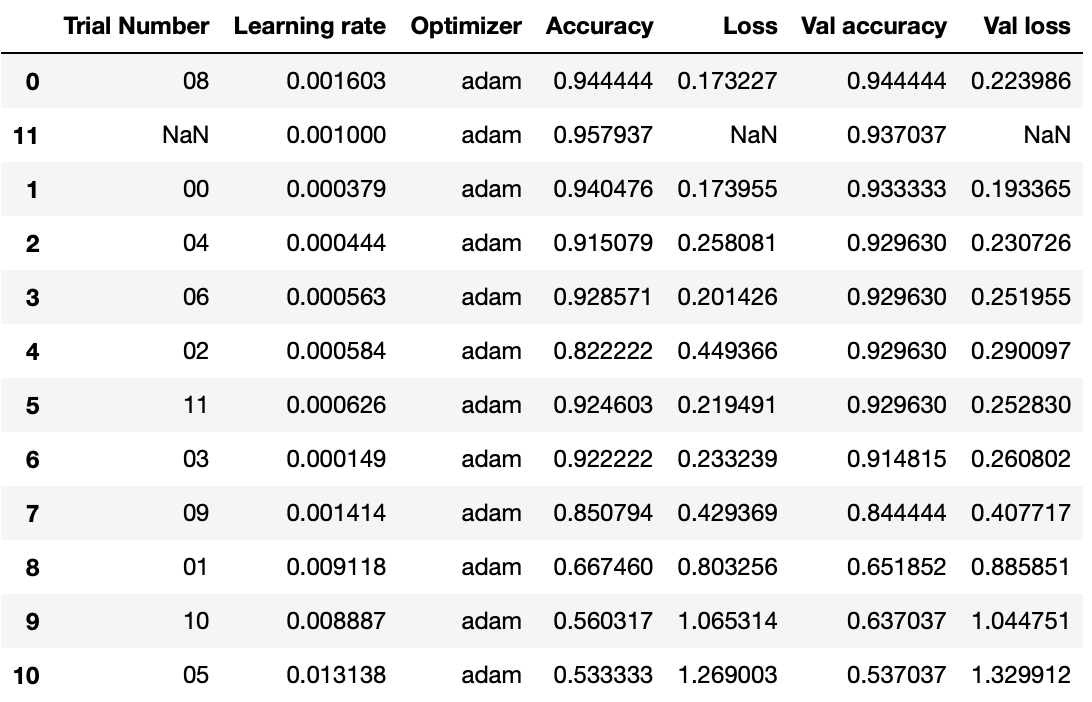 Trial Number Learning rate Optimizer Accuracy Loss Val accuracy Val loss
0 08 0.001603 adam 0.944444 0.173227 0.944444 0.223986
11 NaN 0.001000 adam 0.957937 NaN 0.937037 NaN
1 00 0.000379 adam 0.940476 0.173955 0.933333 0.193365
2 04 0.000444 adam 0.915079 0.258081 0.929630 0.230726
3 06 0.000563 adam 0.928571 0.201426 0.929630 0.251955
4 02 0.000584 adam 0.822222 0.449366 0.929630 0.290097
5 11 0.000626 adam 0.924603 0.219491 0.929630 0.252830
6 03 0.000149 adam 0.922222 0.233239 0.914815 0.260802
7 09 0.001414 adam 0.850794 0.429369 0.844444 0.407717
8 01 0.009118 adam 0.667460 0.803256 0.651852 0.885851
9 10 0.008887 adam 0.560317 1.065314 0.637037 1.044751
10 05 0.013138 adam 0.533333 1.269003 0.537037 1.329912